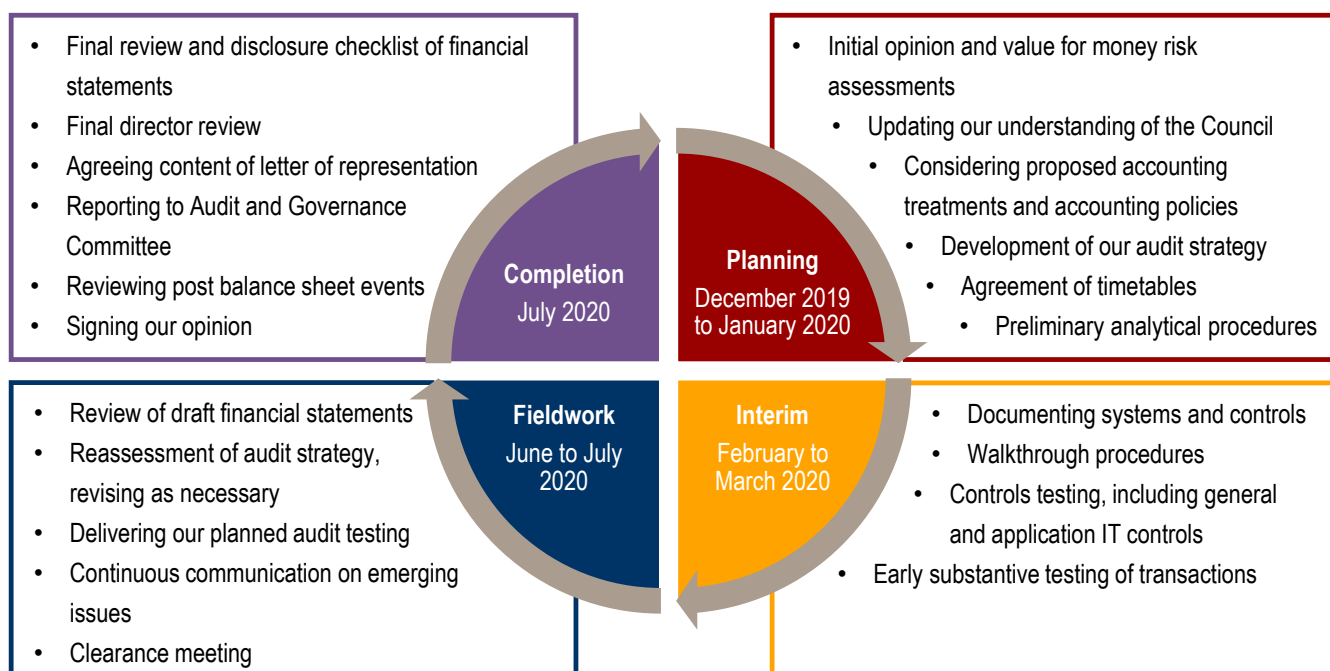 • Final review and disclosure checklist of financial
statements
• Final director review
• Agreeing content of letter of representation
• Reporting to Audit and Governance
Committee
• Reviewing post balance sheet events
• Signing our opinion
Completion
July 2020
• Initial opinion and value for money risk
assessments
• Updating our understanding of the Council
• Considering proposed accounting
treatments and accounting policies
• Development of our audit strategy
• Agreement of timetables
• Preliminary analytical procedures
Planning
December 2019
to January 2020
• Review of draft financial statements
• Reassessment of audit strategy,
revising as necessary
• Delivering our planned audit testing
• Continuous communication on emerging
issues
• Clearance meeting
Fieldwork
June to July
2020
Interim
February to
March 2020
• Documenting systems and controls
• Walkthrough procedures
• Controls testing, including general
and application IT controls
• Early substantive testing of transactions